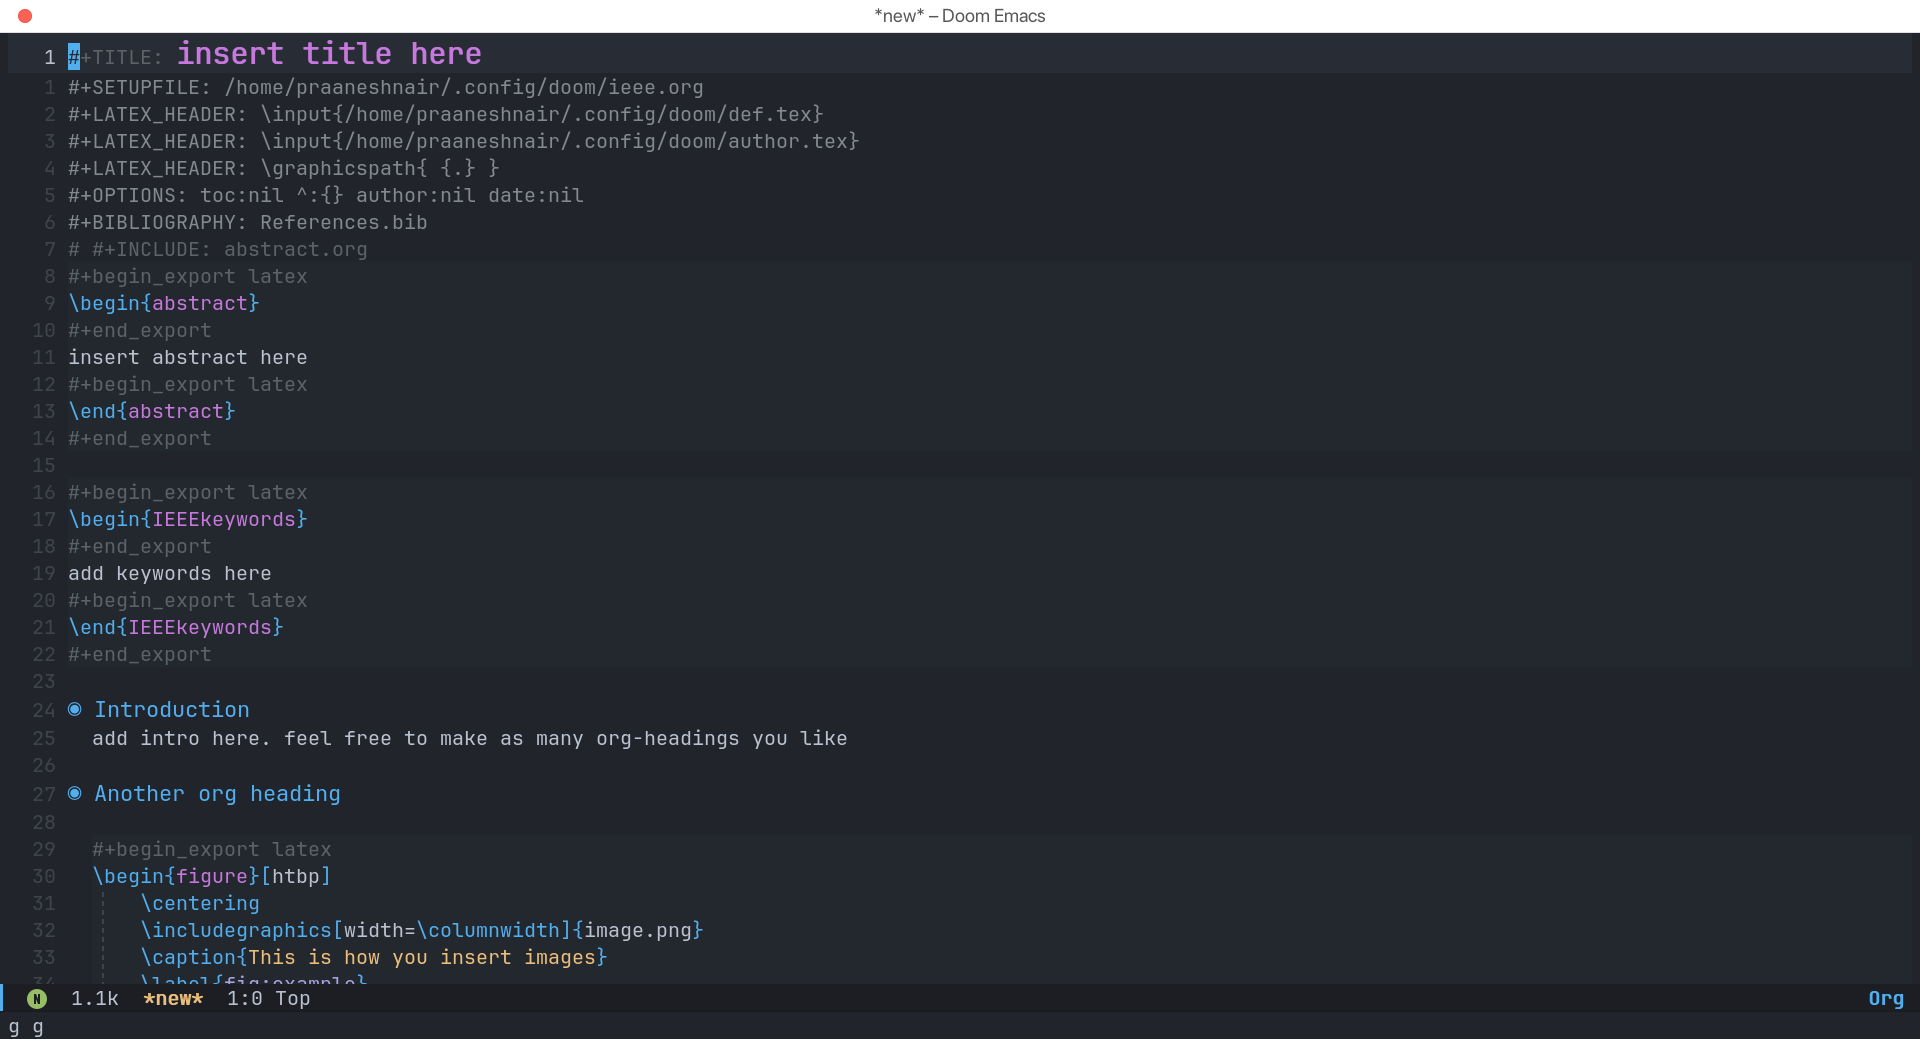 *new* – Doom Emacs
1 #+TITLE: insert title here
1 #+SETUPFILE: /home/praaneshnair/.config/doom/ieee.org
2 #+LATEX_HEADER: \input{/home/praaneshnair/.config/doom/def.tex}
3 #+LATEX_HEADER: \input{/home/praaneshnair/.config/doom/author.tex}
4 #+LATEX_HEADER: \graphicspath{ {.} }
5 #+OPTIONS: toc:nil ^:{} author:nil date:nil
6 #+BIBLIOGRAPHY: References.bib
7 # #+INCLUDE: abstract.org
8 #+begin_export latex
9 \begin{abstract}
10 #+end_export
11 insert abstract here
12 #+begin_export latex
13 \end{abstract}
14 #+end_export
15
16 #+begin_export latex
17 \begin{IEEEkeywords}
18 #+end_export
19 add keywords here
20 #+begin_export latex
21 \end{IEEEkeywords}
22 #+end_export
23
24 ◉ Introduction
25 add intro here. feel free to make as many org-headings you like
26
27 ◉ Another org heading
28
29 #+begin_export latex
30 \begin{figure}[htbp]
31 \centering
32 \includegraphics[width=\columnwidth]{image.png}
33 \caption{This is how you insert images}
34 \label{fig:example}
N 1.1k *new* 1:0 Top Org
g g